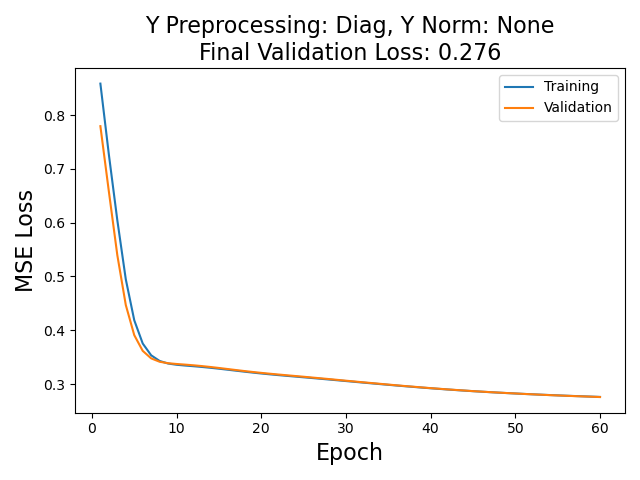 Y Preprocessing: Diag, Y Norm: None
Final Validation Loss: 0.276
Training
Validation
MSE Loss
0.8
0.7
0.6
0.5
0.4
0.3
0 10 20 30 40 50 60
Epoch